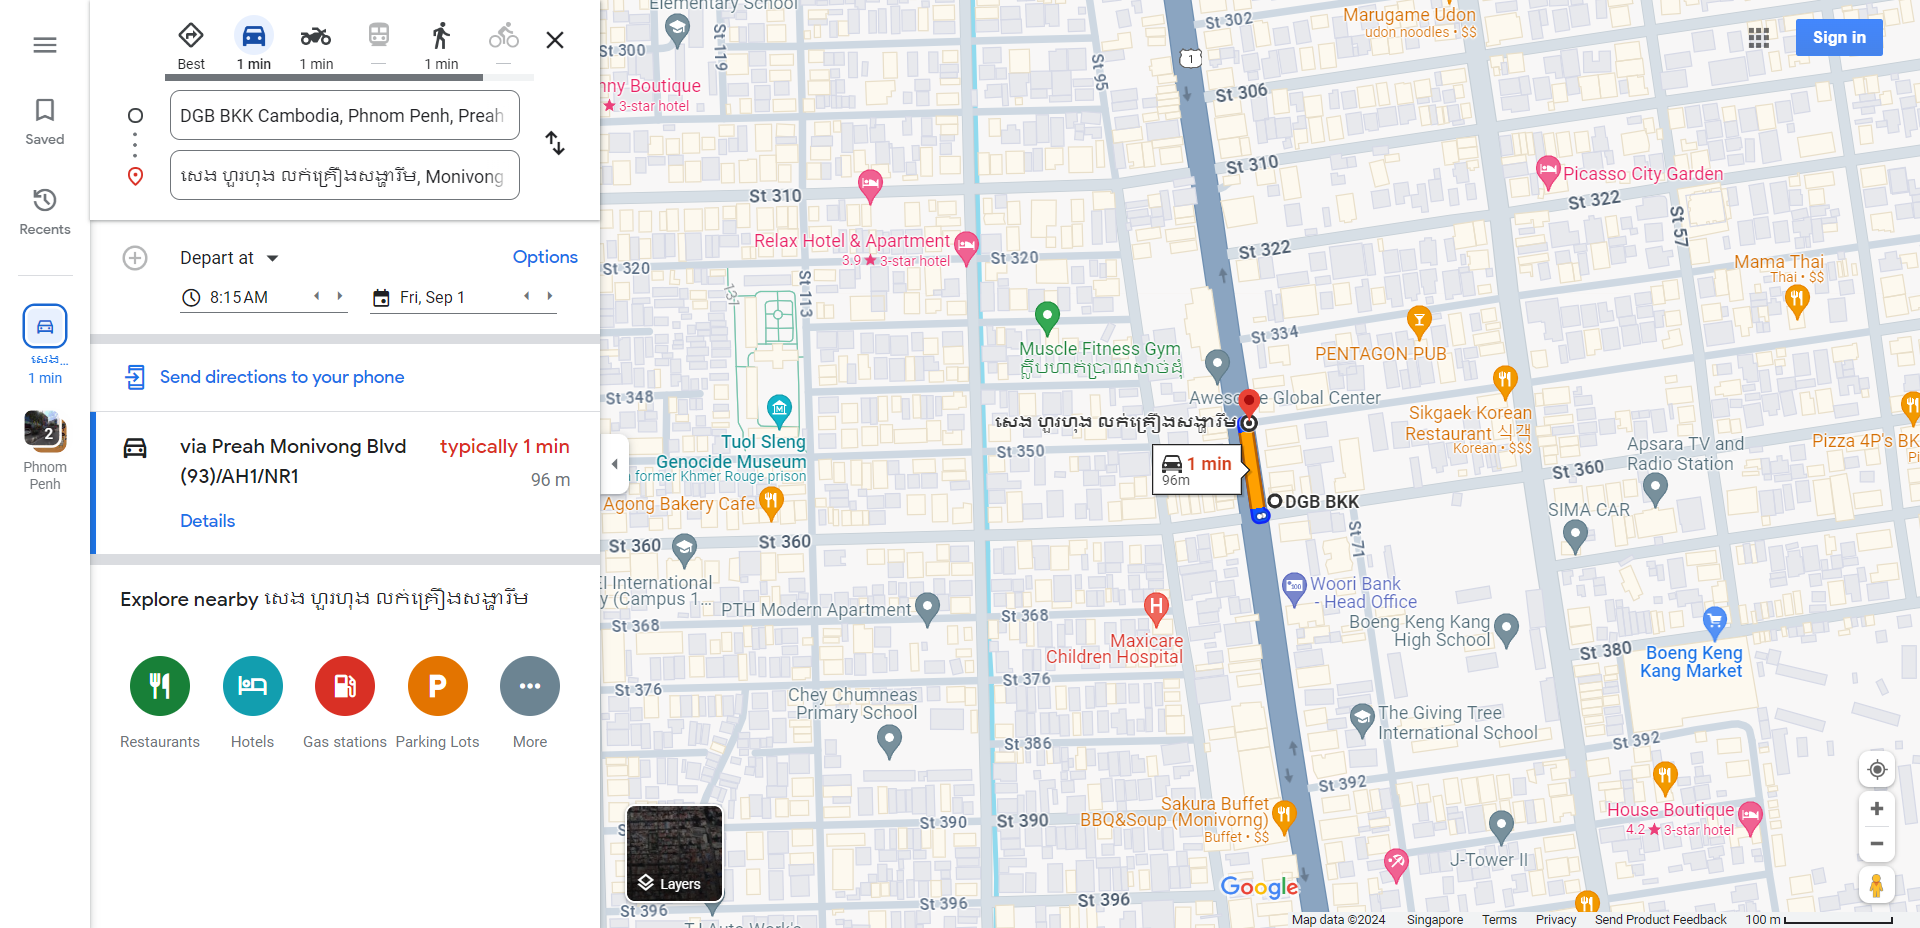 Best
1 min
1 min
—
1 min
—
DGB BKK Cambodia, Phnom Penh, Preah
សេង ហួរហុង លក់គ្រឿងសង្ហារឹម, Monivong
Saved
Recents
សេង...
1 min
2
Phnom
Penh
Depart at
Options
8:15 AM
Fri, Sep 1
Send directions to your phone
via Preah Monivong Blvd
(93)/AH1/NR1
typically 1 min
96 m
Details
Explore nearby សេង ហួរហុង លក់គ្រឿងសង្ហារឹម
Restaurants
Hotels
Gas stations
P
Parking Lots
More
Elementary School
St 300
St 119
St 95
St 302
1
Marugame Udon
udon noodles • $$
Sign in
nny Boutique
3-star hotel
St 306
St 310
St 310
Picasso City Garden
St 322
St 57
Relax Hotel & Apartment
3.9 ★ 3-star hotel
St 320
St 320
St 322
Mama Thai
Thai • $$
131
St 113
St 334
Muscle Fitness Gym
PENTAGON PUB
St 348
Awesome Global Center
សេង ហួរហុង លក់គ្រឿងសង្ហារឹម
Sikgaek Korean
Restaurant 식객
Korean • $$$
Tuol Sleng
Genocide Museum
former Khmer Rouge prison
St 350
1 min
96m
Apsara TV and
Radio Station
Pizza 4P's BK
St 360
Agong Bakery Cafe
DGB BKK
SIMA CAR
St 360
St 360
St 71
El International
y (Campus 1...
PTH Modern Apartment
Woori Bank
- Head Office
St 368
St 368
H
Maxicare
Children Hospital
Boeng Keng Kang
High School
St 380
Boeng Keng
Kang Market
St 376
St 376
Chey Chumneas
Primary School
The Giving Tree
International School
St 386
St 392
St 392
Sakura Buffet
BBQ&Soup (Monivorng)
Buffet • $$
St 390
St 390
House Boutique
4.2 ★ 3-star hotel
J-Tower II
Layers
Google
St 396
St 396
St 396
T.I Auto Work's
Map data ©2024
Singapore
Terms
Privacy
Send Product Feedback
100 m